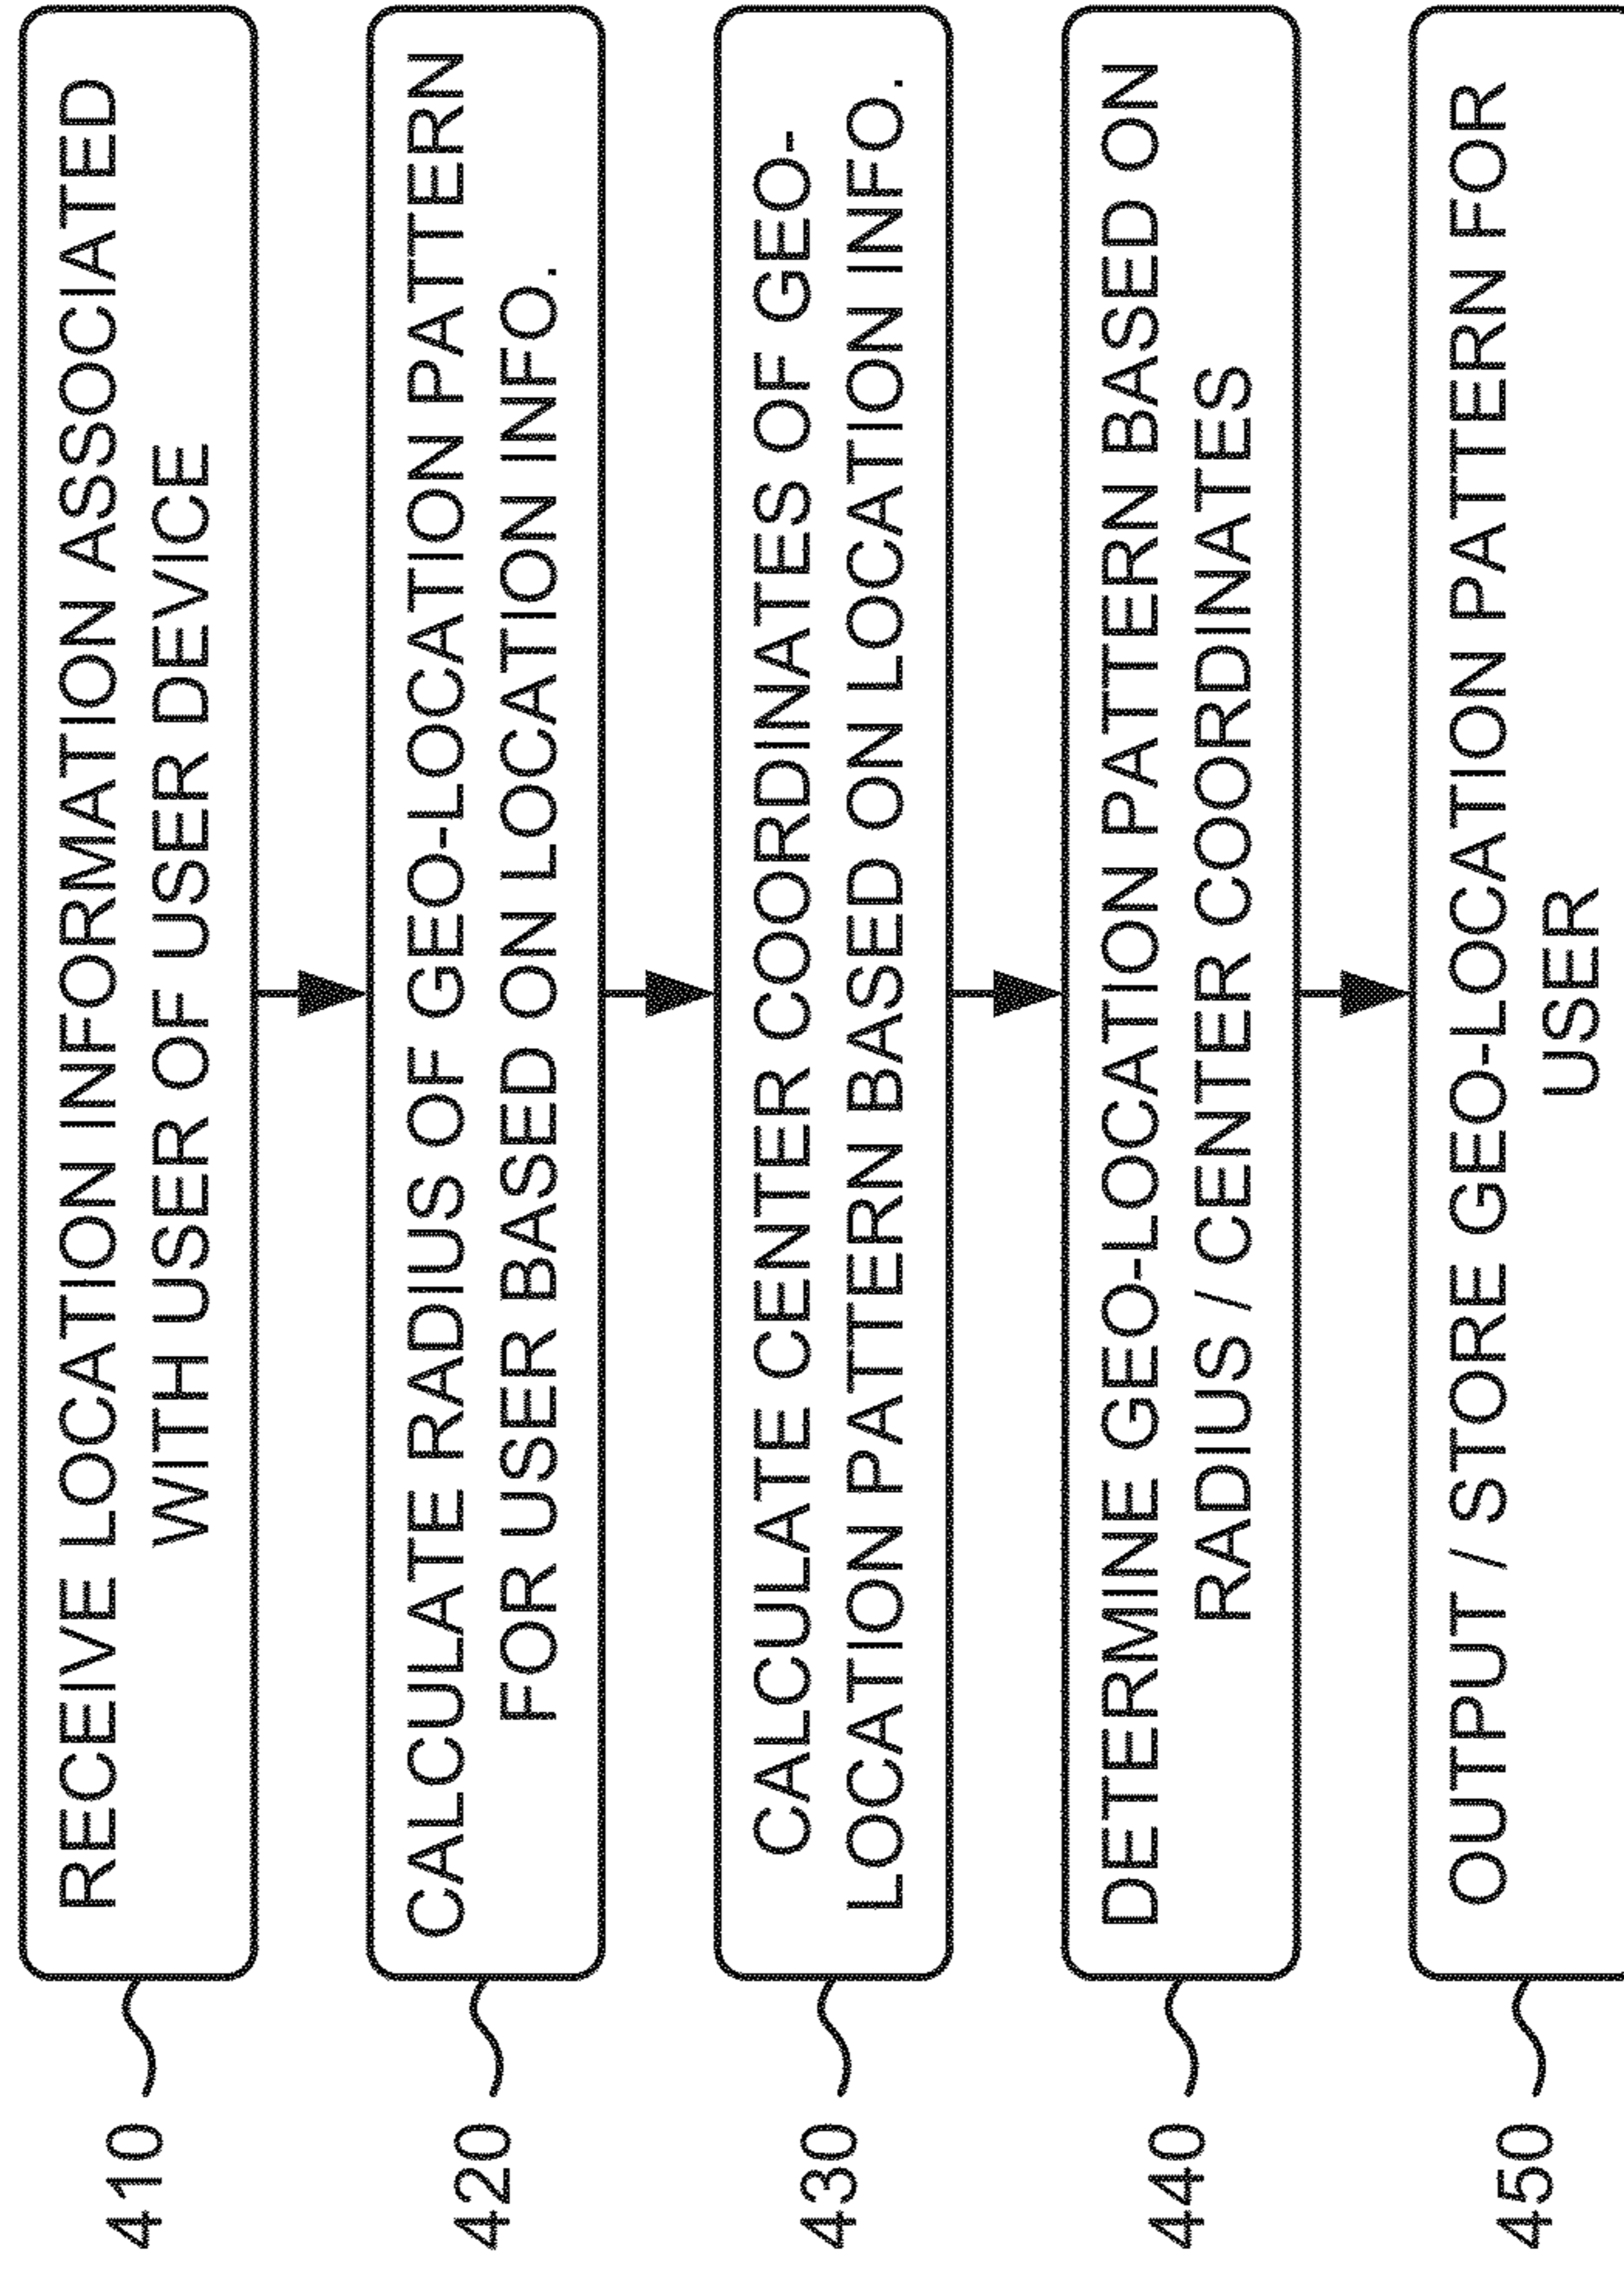 410
RECEIVE LOCATION INFORMATION ASSOCIATED
WITH USER OF USER DEVICE
420
CALCULATE RADIUS OF GEO-LOCATION PATTERN
FOR USER BASED ON LOCATION INFO.
430
CALCULATE CENTER COORDINATES OF GEO-
LOCATION PATTERN BASED ON LOCATION INFO.
440
DETERMINE GEO-LOCATION PATTERN BASED ON
RADIUS / CENTER COORDINATES
450
OUTPUT / STORE GEO-LOCATION PATTERN FOR
USER